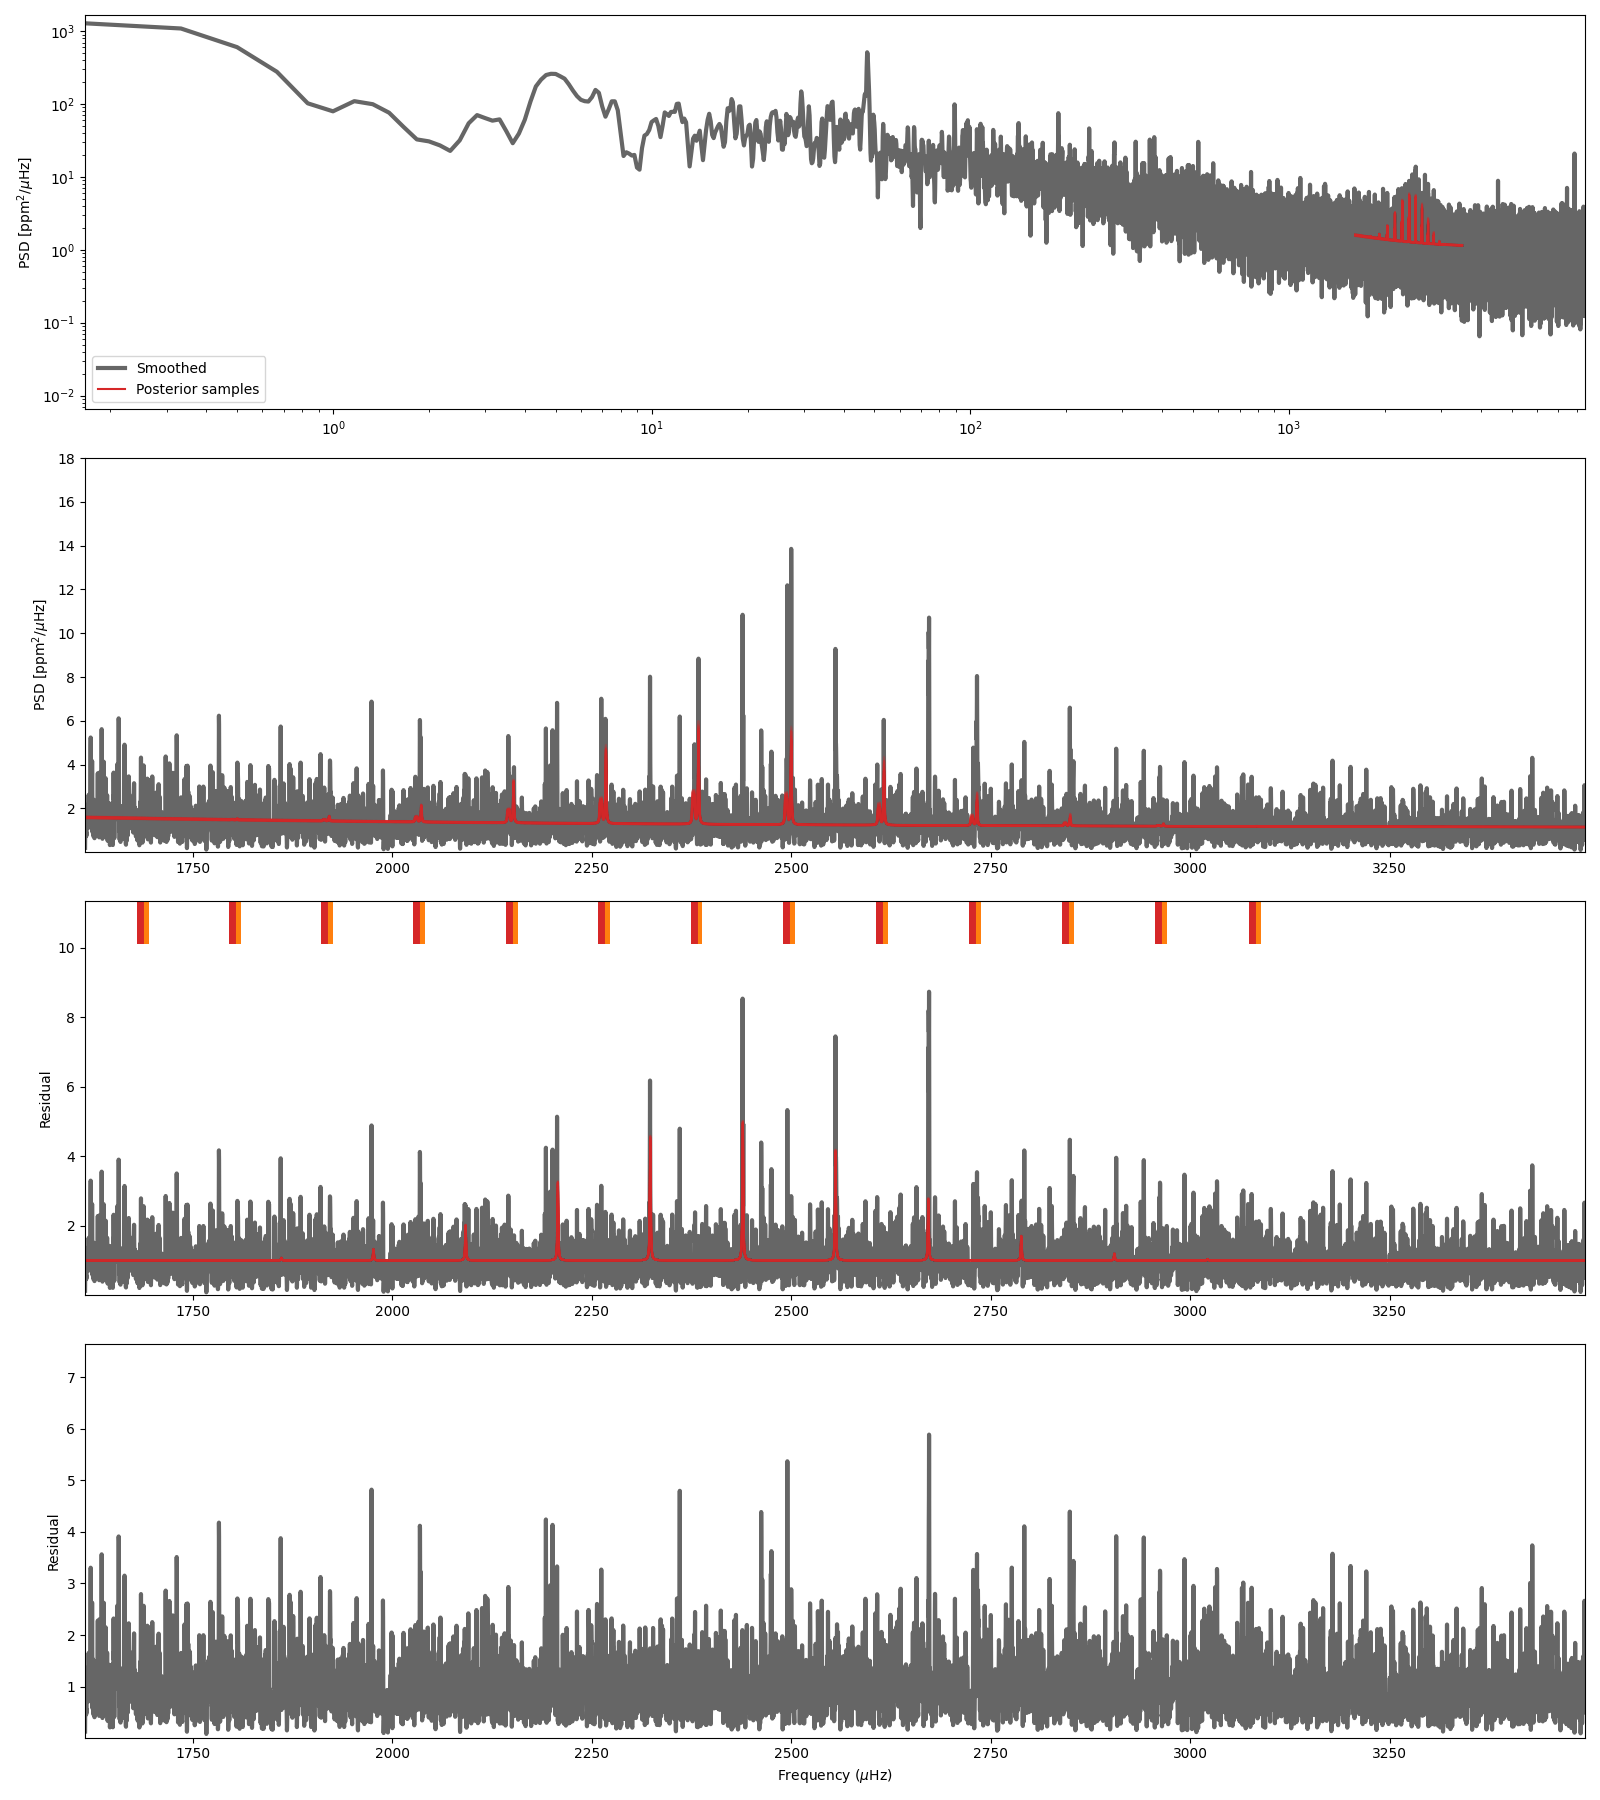 10³
10²
10¹
10⁰
10⁻¹
10⁻²
PSD [ppm²/μHz]
Smoothed
Posterior samples
10⁰ 10¹ 10² 10³
18
16
14
12
10
8
6
4
2
PSD [ppm²/μHz]
1750 2000 2250 2500 2750 3000 3250
10
8
6
4
2
Residual
1750 2000 2250 2500 2750 3000 3250
7
6
5
4
3
2
1
Residual
1750 2000 2250 2500 2750 3000 3250
Frequency (μHz)